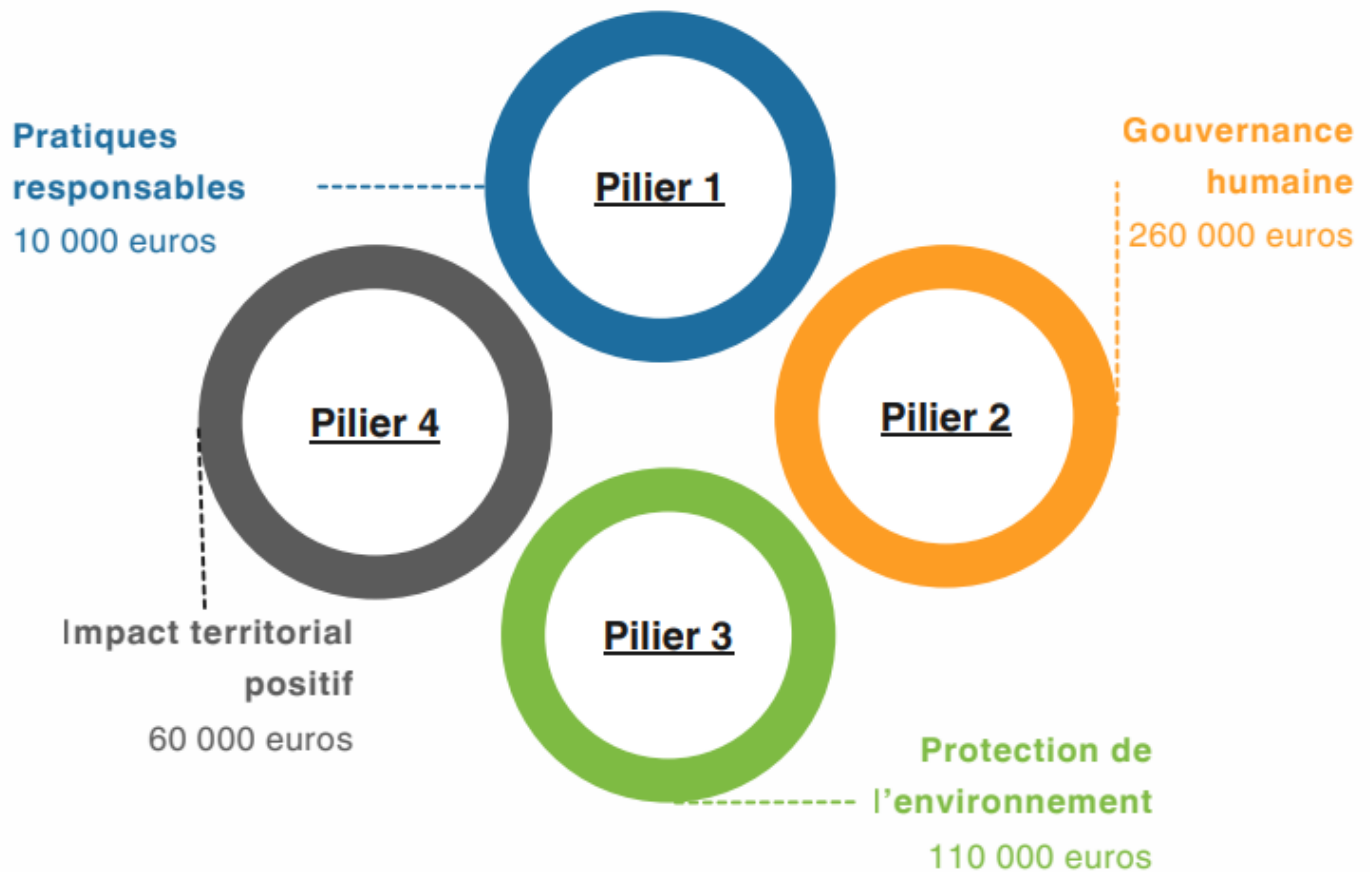 Pilier 1
Pratiques
responsables
10 000 euros
Gouvernance
humaine
260 000 euros
Pilier 2
Pilier 4
Pilier 3
Impact territorial
positif
60 000 euros
Protection de
l'environnement
110 000 euros